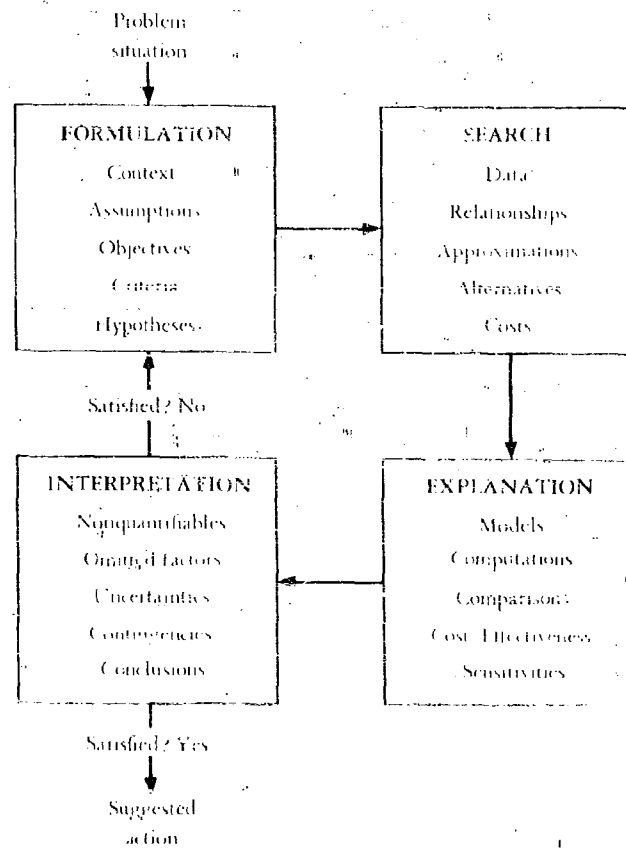 Problem
situation
FORMULATION
Context
Assumptions
Objectives
Criteria
Hypotheses
SEARCH
Data
Relationships
Approximations
Alternatives
Costs
Satisfied? No
INTERPRETATION
Nonquantifiables
Omitted factors
Uncertainties
Contingencies
Conclusions
EXPLANATION
Models
Computations
Comparisons
Cost Effectiveness
Sensitivities
Satisfied? Yes
Suggested
action